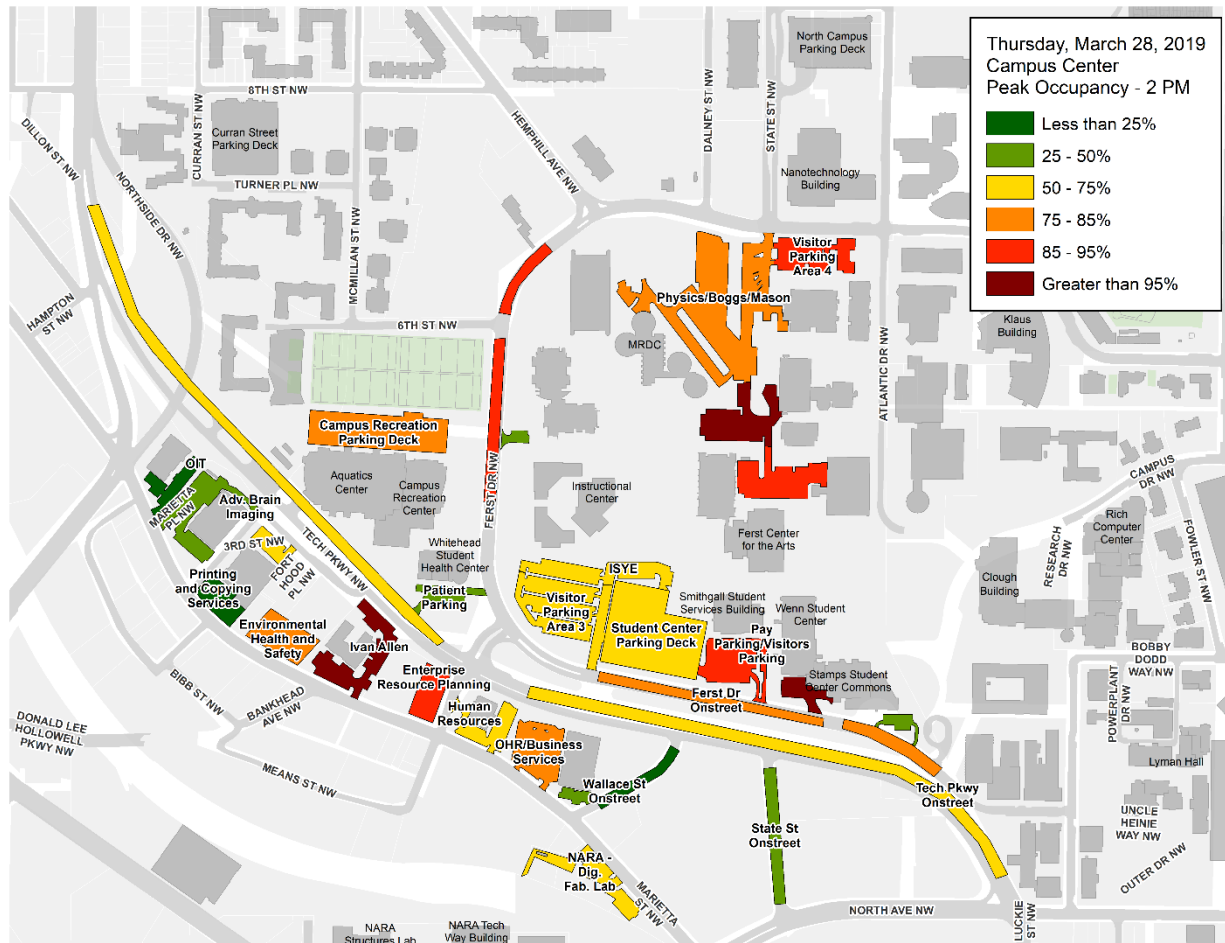 Thursday, March 28, 2019
Campus Center
Peak Occupancy - 2 PM
Less than 25%
25 - 50%
50 - 75%
75 - 85%
85 - 95%
Greater than 95%
North Campus
Parking Deck
8TH ST NW
CURRAN ST NW
DILLON ST NW
HEMPHILL AVE NW
DALNEY ST NW
STATE ST NW
Curran Street
Parking Deck
Nanotechnology
Building
TURNER PL NW
NORTHSIDE DR NW
MCMILLAN ST NW
Visitor
Parking
Area 4
HAMPTON
ST NW
Physics/Boggs/Mason
6TH ST NW
MRDC
Klaus
Building
ATLANTIC DR NW
Campus Recreation
Parking Deck
OIT
MARIETTA
PL NW
Aquatics
Center
Campus
Recreation
Center
FERST DR NW
Instructional
Center
CAMPUS
DR NW
Adv. Brain
Imaging
3RD ST NW
FORT
HOOD
PL NW
TECH PKWY NW
Ferst Center
for the Arts
Rich
Computer
Center
RESEARCH
DR NW
FOWLER ST NW
Whitehead
Student
Health Center
Printing
and Copying
Services
Patient
Parking
ISYE
Visitor
Parking
Area 3
Smithgall Student
Services Building
Wenn Student
Center
Clough
Building
Student Center
Parking Deck
Pay
Parking/Visitors
Parking
Environmental
Health and
Safety
Ivan Allen
BOBBY
DODD
WAY NW
Enterprise
Resource Planning
Stamps Student
Center Commons
BIBB ST NW
BANKHEAD
AVE NW
Human
Resources
Ferst Dr
Onstreet
POWERPLANT
DR NW
DONALD LEE
HOLLOWELL
PKWY NW
OHR/Business
Services
Lyman Hall
MEANS ST NW
Wallace St
Onstreet
Tech Pkwy
Onstreet
UNCLE
HEINIE
WAY NW
State St
Onstreet
NARA -
Dig.
Fab. Lab
OUTER DR NW
MARIETTA
ST NW
NORTH AVE NW
LUCKIE
ST NW
NARA
Structures Lab
NARA Tech
Way Building